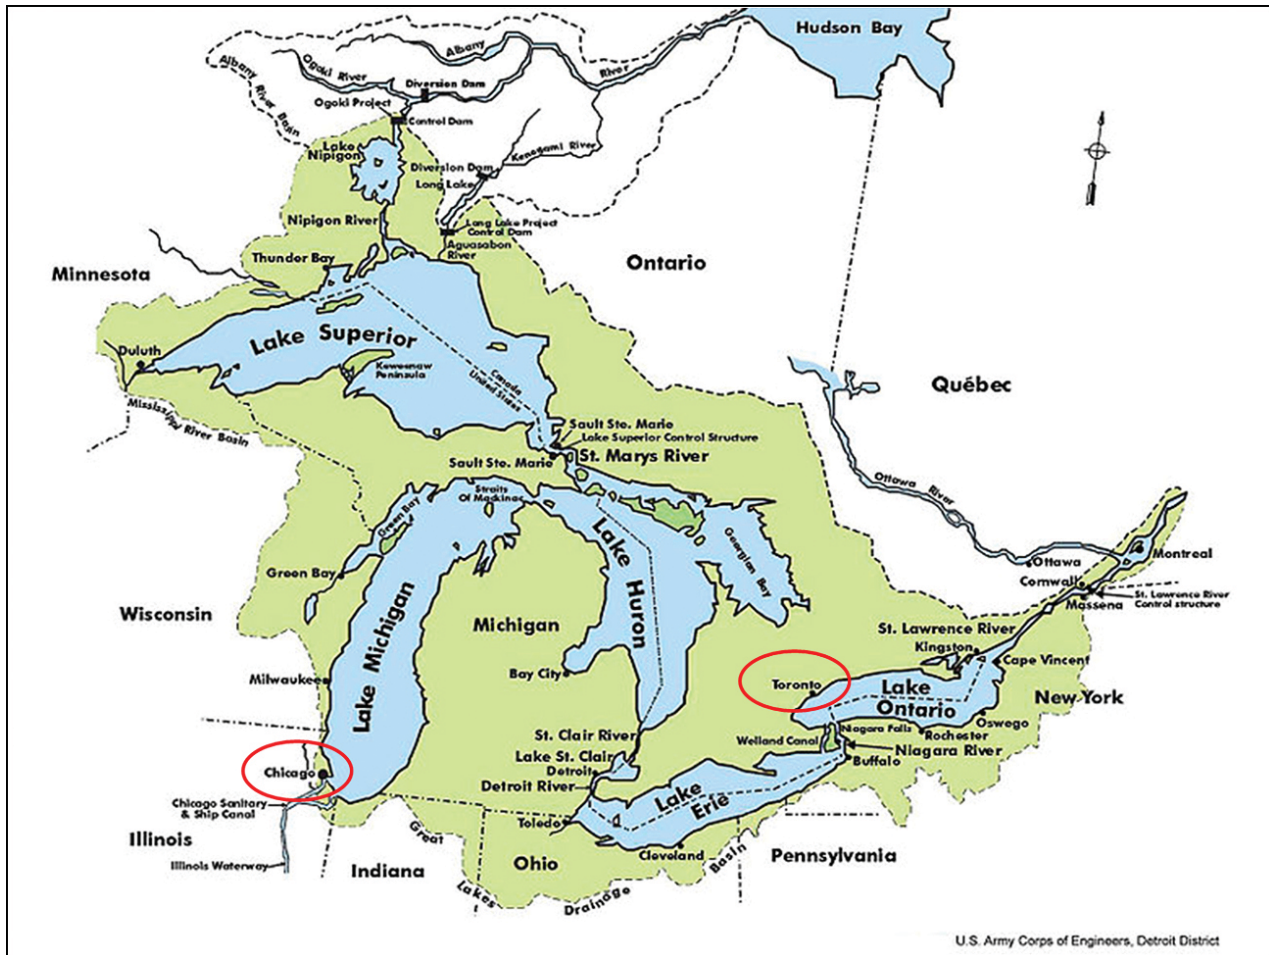 Hudson Bay
Albany
River
Ogoki River
Albany
River Basin
Diversion Dam
Ogoki Project
Control Dam
Lake
Nipigon
Kenogami River
Diversion Dam
Long Lake
Nipigon River
Long Lake Project
Control Dam
Aguasabon
River
Thunder Bay
Minnesota
Ontario
Lake Superior
Duluth
Keweenaw
Peninsula
Canada
United States
Québec
Mississippi River Basin
Sault Ste. Marie
Lake Superior Control Structure
St. Marys River
Sault Ste. Marie
Ottawa River
Straits
Of Mackinac
Green Bay
Lake Huron
Georgian Bay
Montreal
Ottawa
Cornwall
St. Lawrence River
Control structure
Massena
Green Bay
Wisconsin
Lake Michigan
Michigan
St. Lawrence River
Kingston
Cape Vincent
Bay City
Milwaukee
Toronto
Lake
Ontario
New York
Oswego
Niagara Falls
Rochester
St. Clair River
Welland Canal
Niagara River
Lake St. Clair
Buffalo
Chicago
Detroit
Detroit River
Lake
Erie
Chicago Sanitary
& Ship Canal
Toledo
Illinois
Cleveland
Pennsylvania
Ohio
Illinois Waterway
Indiana
Great
Lakes
Drainage
Basin
U.S. Army Corps of Engineers, Detroit District